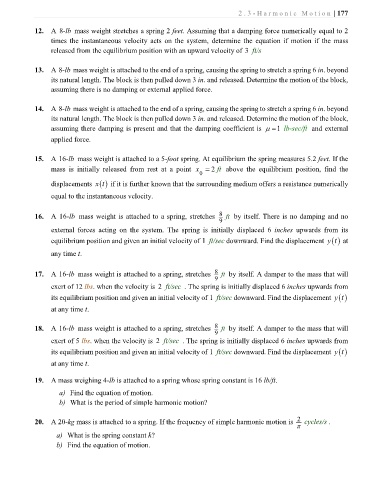 2.3-Harmonic Motion | 177
12. A 8-lb mass weight stretches a spring 2 feet. Assuming that a damping force numerically equal to 2
times the instantaneous velocity acts on the system, determine the equation if motion if the mass
released from the equilibrium position with an upward velocity of 3 ft/s
13. A 8-lb mass weight is attached to the end of a spring, causing the spring to stretch a spring 6 in. beyond
its natural length. The block is then pulled down 3 in. and released. Determine the motion of the block,
assuming there is no damping or external applied force.
14. A 8-lb mass weight is attached to the end of a spring, causing the spring to stretch a spring 6 in. beyond
its natural length. The block is then pulled down 3 in. and released. Determine the motion of the block,
assuming there damping is present and that the damping coefficient is μ = 1 lb-sec/ft and external
applied force.
15. A 16-lb mass weight is attached to a 5-foot spring. At equilibrium the spring measures 5.2 feet. If the
mass is initially released from rest at a point x₀ = 2 ft above the equilibrium position, find the
displacements x(t) if it is further known that the surrounding medium offers a resistance numerically
equal to the instantaneous velocity.
16. A 16-lb mass weight is attached to a spring, stretches 8/9 ft by itself. There is no damping and no
external forces acting on the system. The spring is initially displaced 6 inches upwards from its
equilibrium position and given an initial velocity of 1 ft/sec downward. Find the displacement y(t) at
any time t.
17. A 16-lb mass weight is attached to a spring, stretches 8/9 ft by itself. A damper to the mass that will
exert of 12 lbs. when the velocity is 2 ft/sec . The spring is initially displaced 6 inches upwards from
its equilibrium position and given an initial velocity of 1 ft/sec downward. Find the displacement y(t)
at any time t.
18. A 16-lb mass weight is attached to a spring, stretches 8/9 ft by itself. A damper to the mass that will
exert of 5 lbs. when the velocity is 2 ft/sec . The spring is initially displaced 6 inches upwards from
its equilibrium position and given an initial velocity of 1 ft/sec downward. Find the displacement y(t)
at any time t.
19. A mass weighing 4-lb is attached to a spring whose spring constant is 16 lb/ft.
a) Find the equation of motion.
b) What is the period of simple harmonic motion?
20. A 20-kg mass is attached to a spring. If the frequency of simple harmonic motion is 2/π cycles/s .
a) What is the spring constant k?
b) Find the equation of motion.